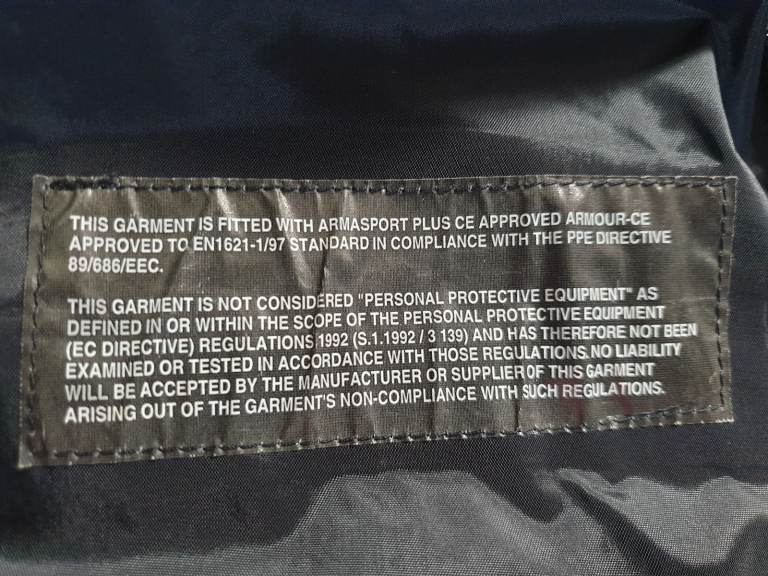 THIS GARMENT IS FITTED WITH ARMASPORT PLUS CE APPROVED ARMOUR-CE
APPROVED TO EN1621-1/97 STANDARD IN COMPLIANCE WITH THE PPE DIRECTIVE
89/686/EEC.
THIS GARMENT IS NOT CONSIDERED "PERSONAL PROTECTIVE EQUIPMENT" AS
DEFINED IN OR WITHIN THE SCOPE OF THE PERSONAL PROTECTIVE EQUIPMENT
(EC DIRECTIVE) REGULATIONS 1992 (S.1.1992 / 3 139) AND HAS THEREFORE NOT BEEN
EXAMINED OR TESTED IN ACCORDANCE WITH THOSE REGULATIONS. NO LIABILITY
WILL BE ACCEPTED BY THE MANUFACTURER OR SUPPLIER OF THIS GARMENT
ARISING OUT OF THE GARMENT'S NON-COMPLIANCE WITH SUCH REGULATIONS.